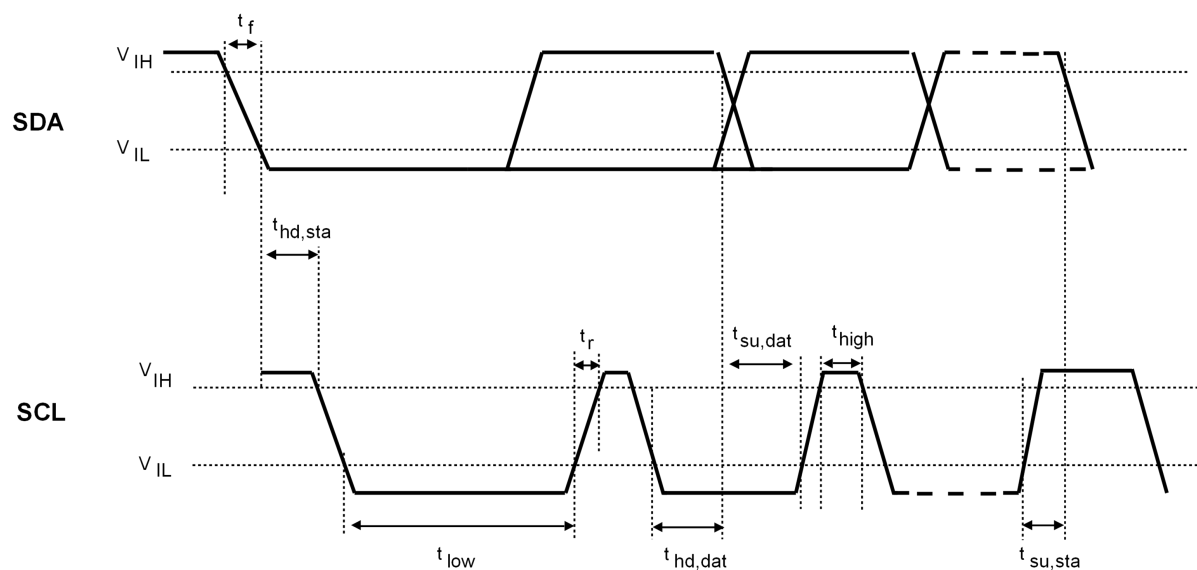 t f
V IH
SDA
V IL
t hd,sta
t r
t su,dat
t high
V IH
SCL
V IL
t low
t hd,dat
t su,sta